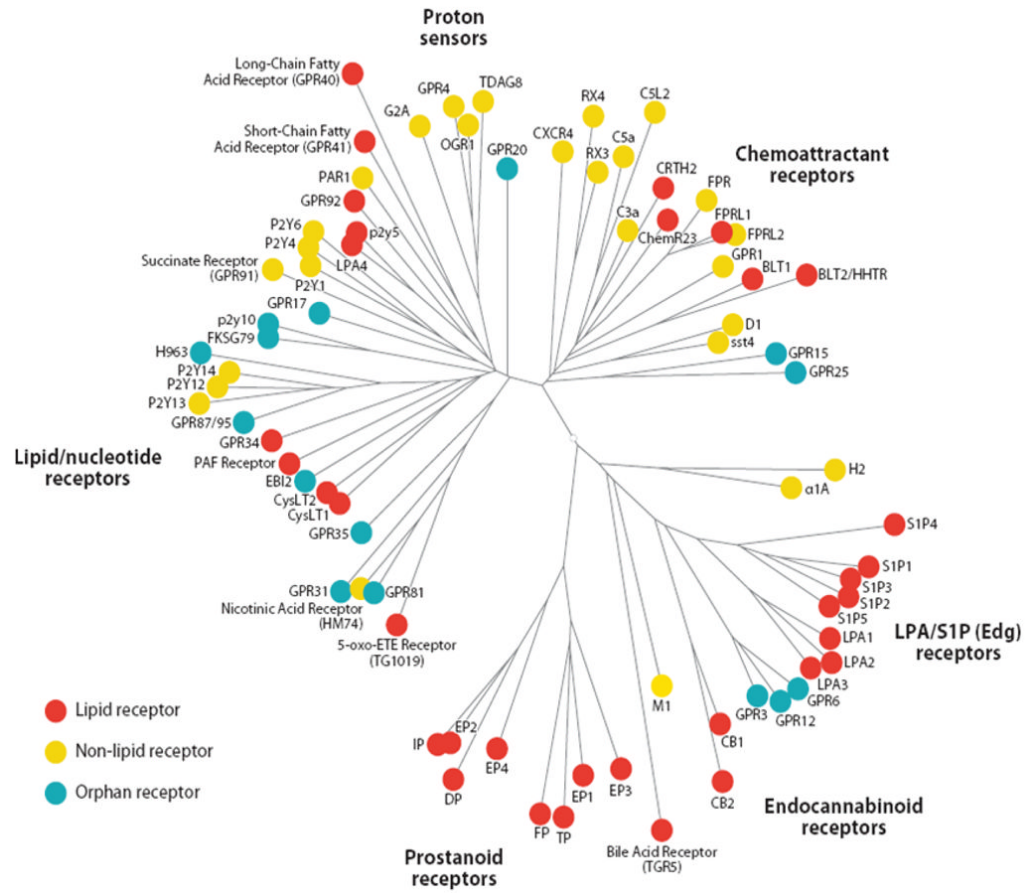 Proton
sensors
Long-Chain Fatty
Acid Receptor (GPR40)
Short-Chain Fatty
Acid Receptor (GPR41)
PAR1
GPR92
P2Y6
p2y5
P2Y4
LPA4
Succinate Receptor
(GPR91)
P2Y1
GPR17
p2y10
FKSG79
H963
P2Y14
P2Y12
P2Y13
GPR87/95
GPR34
Lipid/nucleotide
receptors
PAF Receptor
EBI2
CysLT2
CysLT1
GPR35
GPR31
GPR81
Nicotinic Acid Receptor
(HM74)
5-oxo-ETE Receptor
(TG1019)
G2A
GPR4
OGR1
TDAG8
GPR20
CXCR4
RX4
RX3
C5a
C5L2
Chemoattractant
receptors
CRTH2
C3a
ChemR23
FPR
FPRL1
FPRL2
GPR1
BLT1
BLT2/HHTR
D1
sst4
GPR15
GPR25
H2
α1A
S1P4
S1P1
S1P3
S1P2
S1P5
LPA/S1P (Edg)
receptors
LPA1
LPA2
LPA3
GPR6
GPR12
GPR3
CB1
CB2
Endocannabinoid
receptors
M1
Bile Acid Receptor
(TGR5)
EP3
EP1
TP
FP
EP4
DP
EP2
IP
Prostanoid
receptors
Lipid receptor
Non-lipid receptor
Orphan receptor